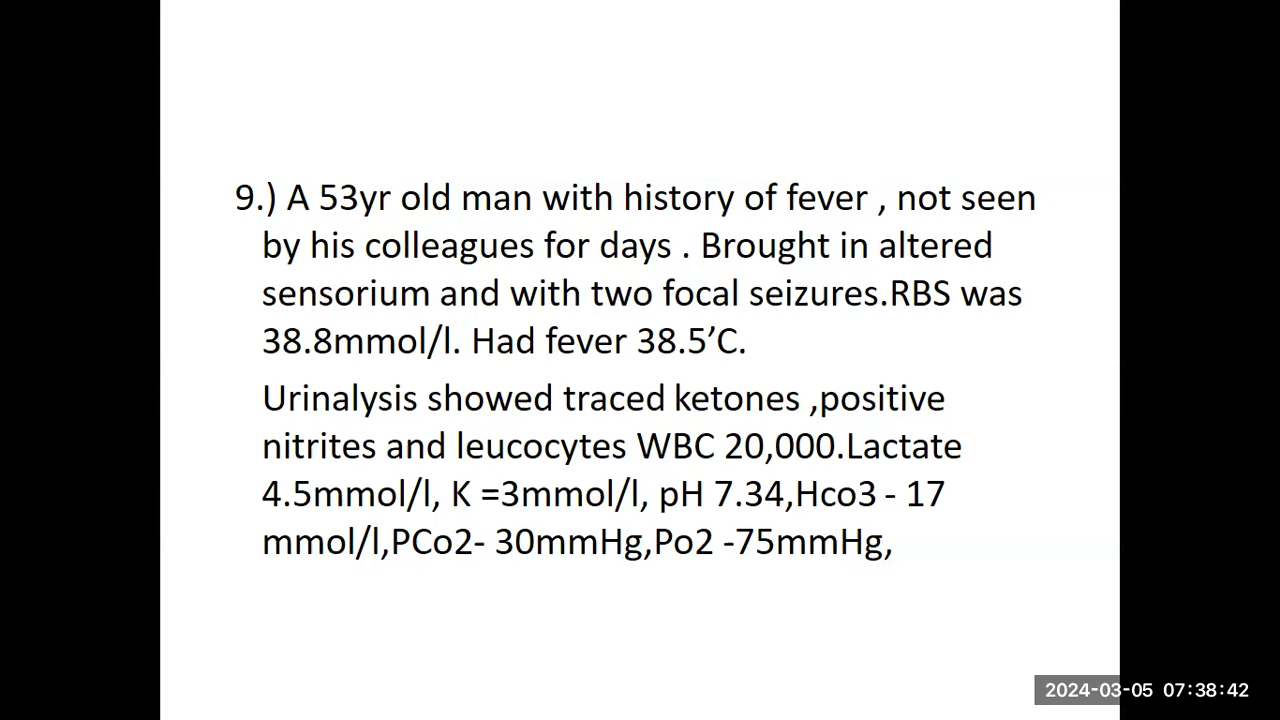 9.) A 53yr old man with history of fever , not seen
by his colleagues for days . Brought in altered
sensorium and with two focal seizures.RBS was
38.8mmol/l. Had fever 38.5’C.
Urinalysis showed traced ketones ,positive
nitrites and leucocytes WBC 20,000.Lactate
4.5mmol/l, K =3mmol/l, pH 7.34,Hco3 - 17
mmol/l,PCo2- 30mmHg,Po2 -75mmHg,
2024-03-05 07:38:42